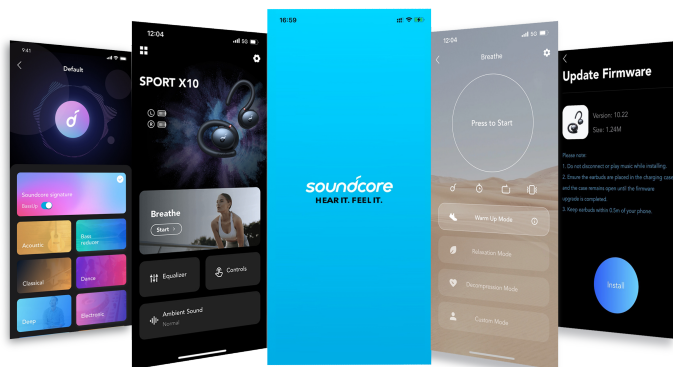 9:41
Default
Soundcore signature
BassUp
Acoustic
Bass
reducer
Classical
Dance
Deep
Electronic
12:04
5G
SPORT X10
L
R
Breathe
Start >
Equalizer
Controls
Ambient Sound
Normal
16:59
soundcore
HEAR IT. FEEL IT.
12:04
5G
Breathe
Press to Start
Warm Up Mode
Relaxation Mode
Decompression Mode
Custom Mode
Update Firmware
Version: 10.22
Size: 1.24M
Please note:
1. Do not disconnect or play music while installing.
2. Ensure the earbuds are placed in the charging case
and the case remains open until the firmware
upgrade is completed.
3. Keep earbuds within 0.5m of your phone.
Install